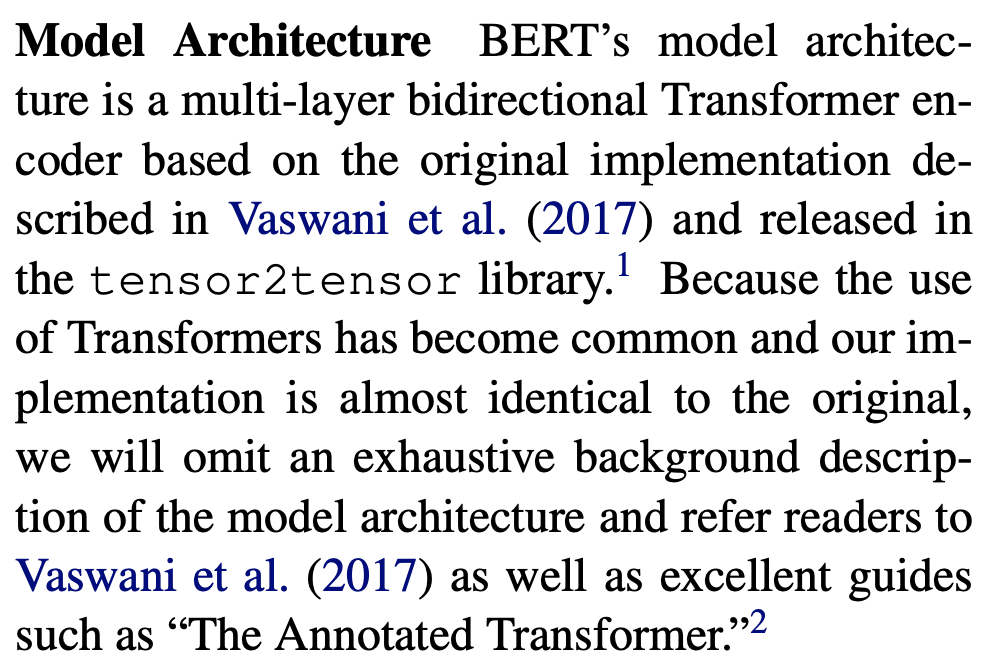 Model Architecture BERT’s model architec-
ture is a multi-layer bidirectional Transformer en-
coder based on the original implementation de-
scribed in Vaswani et al. (2017) and released in
the tensor2tensor library.1 Because the use
of Transformers has become common and our im-
plementation is almost identical to the original,
we will omit an exhaustive background descrip-
tion of the model architecture and refer readers to
Vaswani et al. (2017) as well as excellent guides
such as “The Annotated Transformer.”2